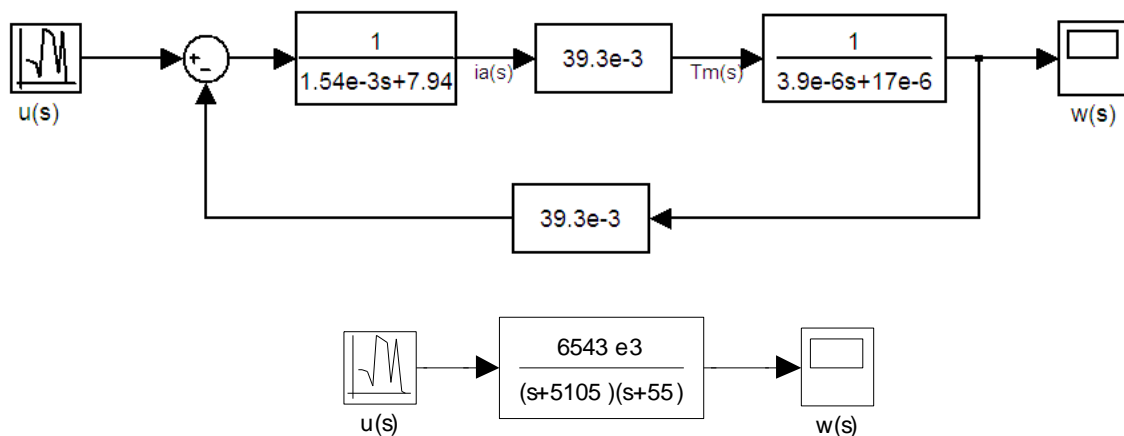 1
1.54e-3s+7.94
ia(s)
39.3e-3
Tm(s)
1
3.9e-6s+17e-6
u(s)
w(s)
39.3e-3
6543 e3
(s+5105 )(s+55 )
u(s)
w(s)